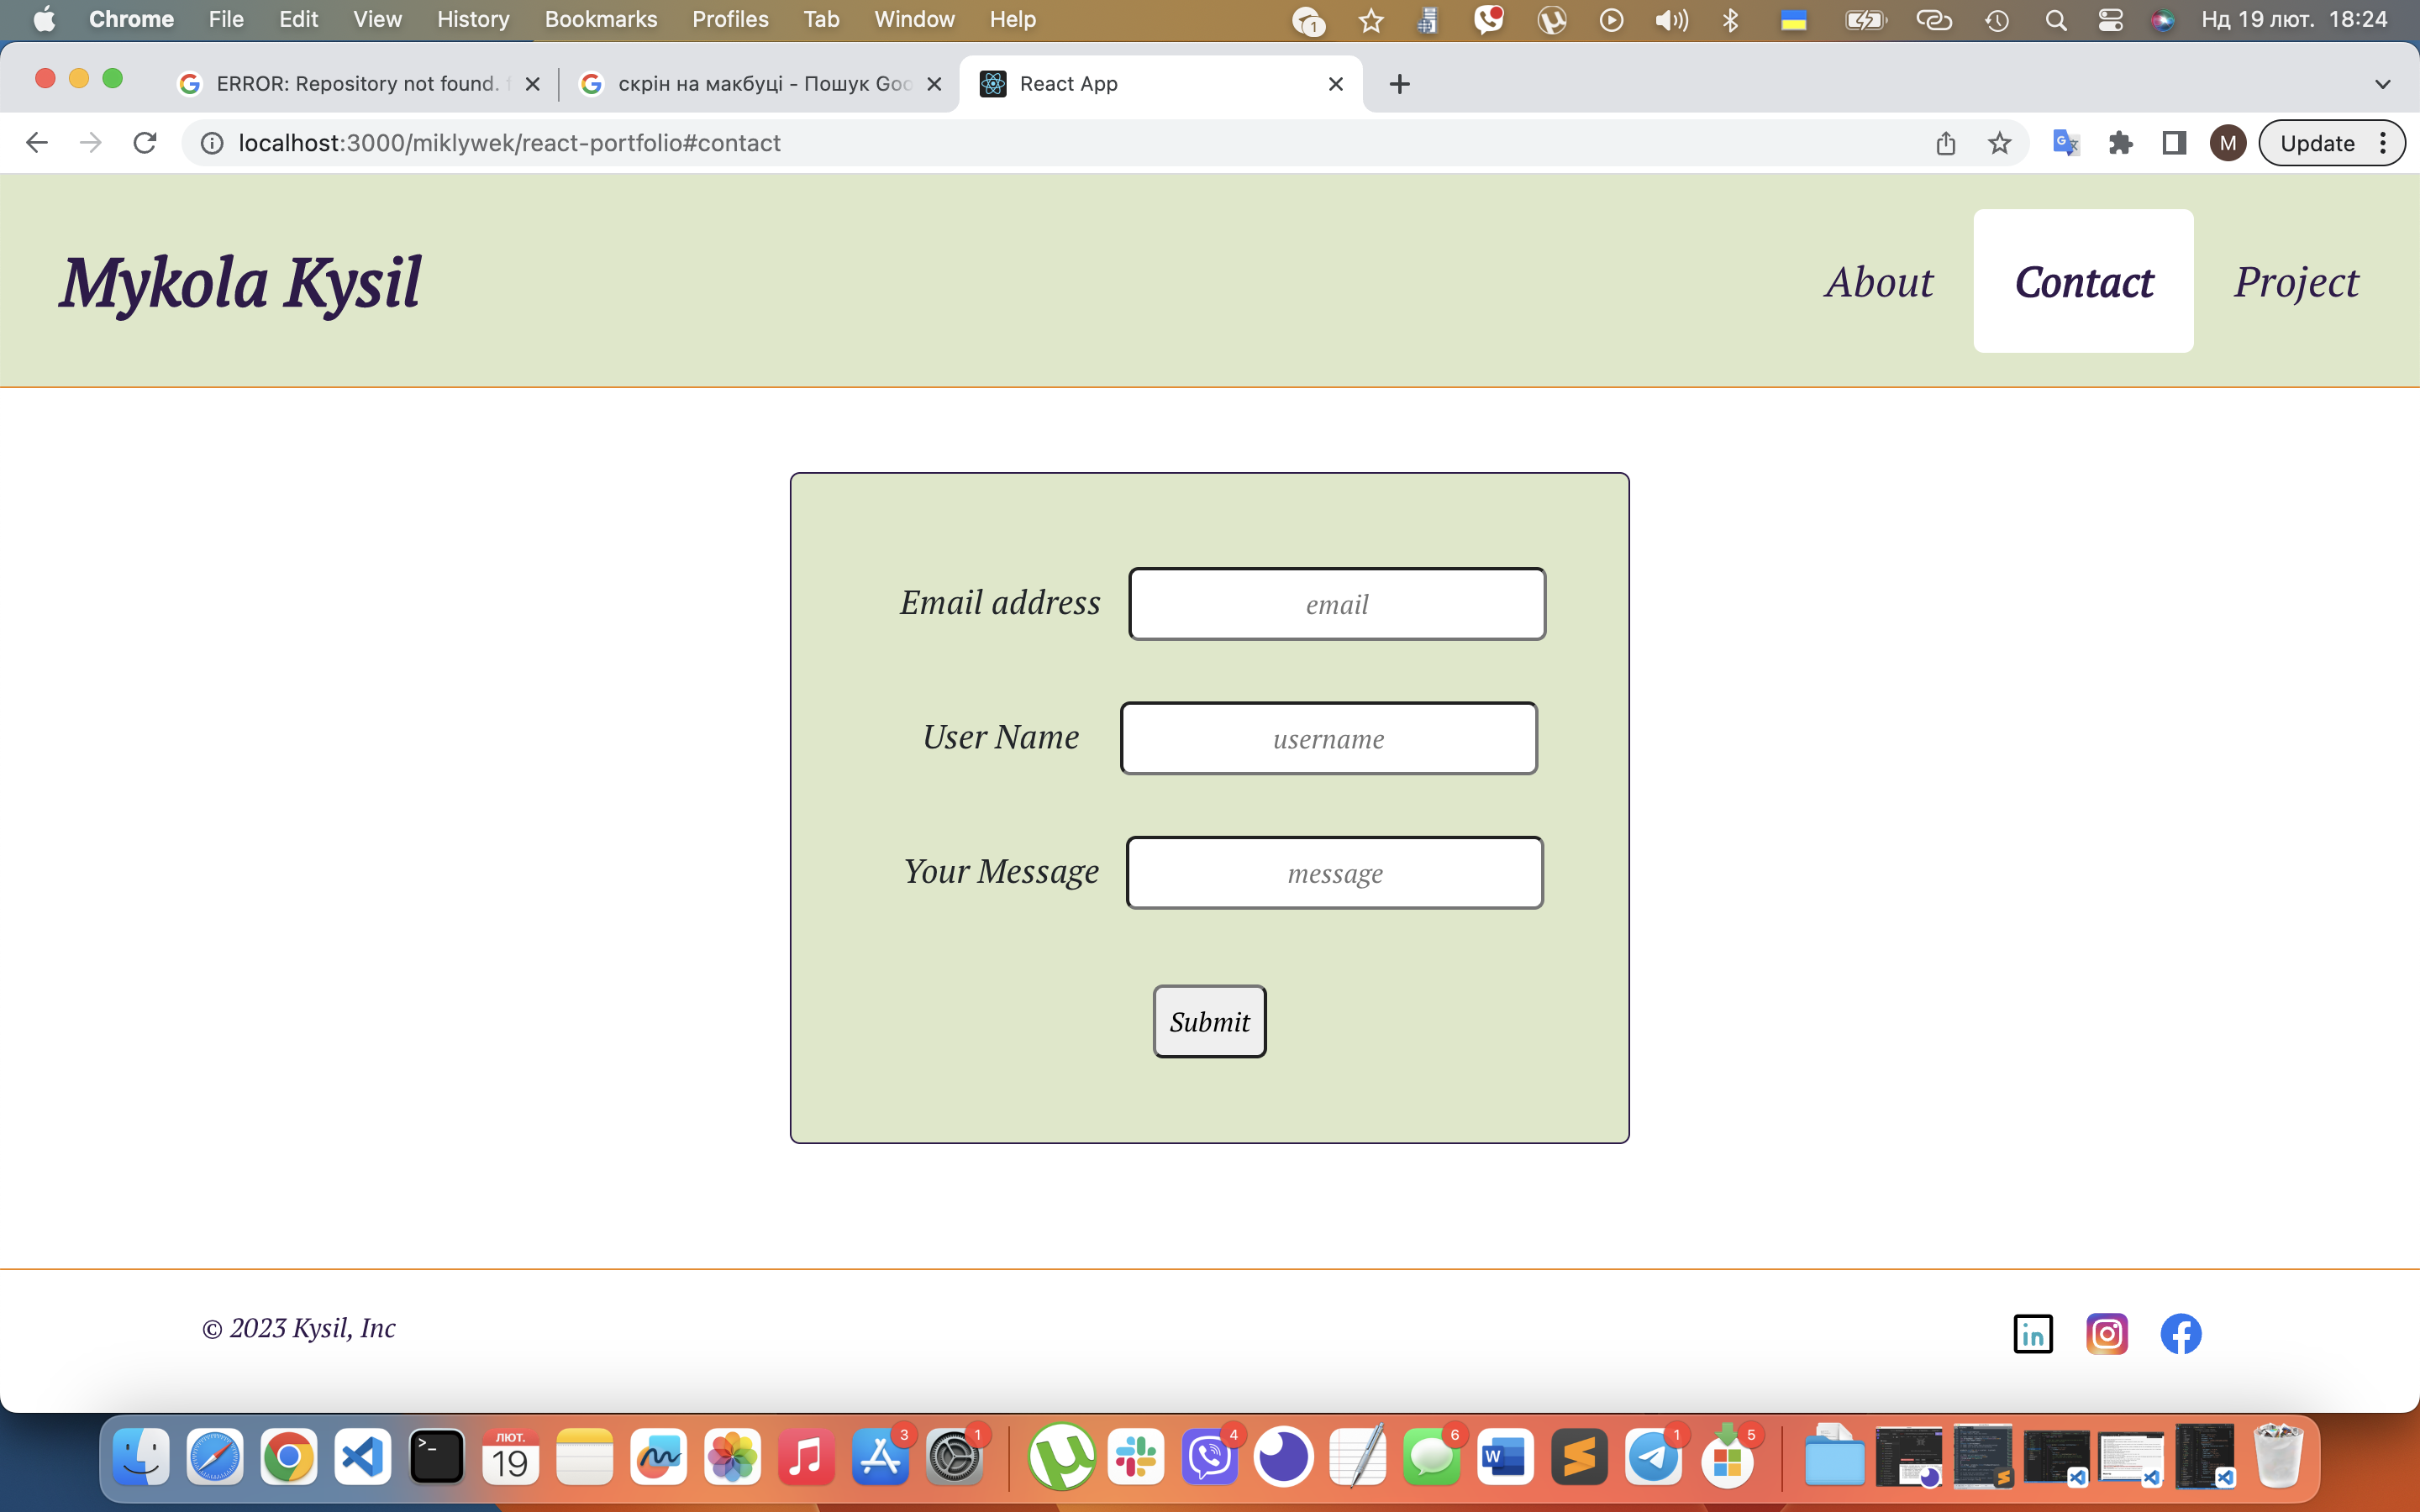 Chrome File Edit View History Bookmarks Profiles Tab Window Help 1 Нд 19 лют. 18:24
ERROR: Repository not found. скрін на макбуці - Пошук Goo React App
localhost:3000/miklywek/react-portfolio#contact M Update
Mykola Kysil About Contact Project
Email address email
User Name username
Your Message message
Submit
© 2023 Kysil, Inc in
ЛЮТ. 19 3 1 4 6 W 1 5